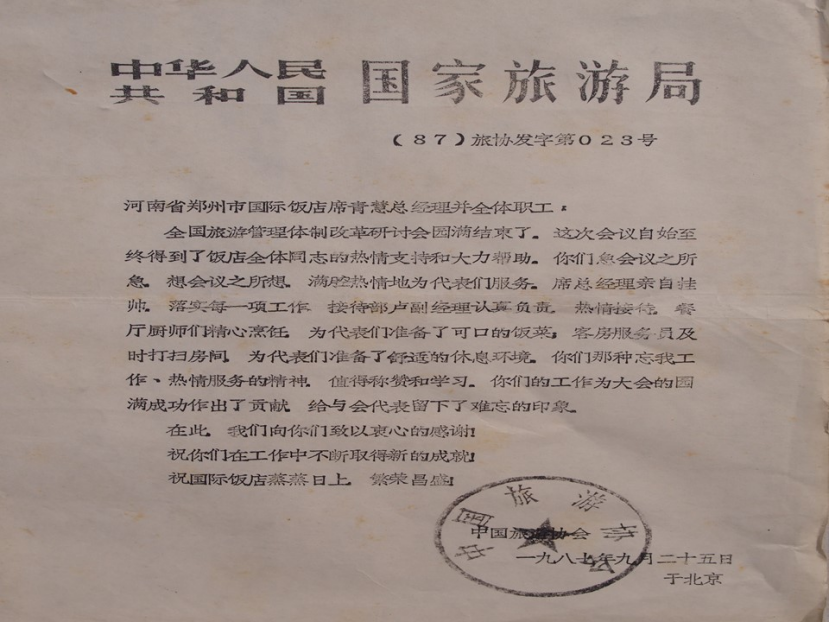 中华人民共和国 国家旅游局
(87)旅协发字第023号
河南省郑州市国际饭店席青慧总经理并全体职工：
全国旅游管理体制改革研讨会圆满结束了。这次会议自始至
终得到了饭店全体同志的热情支持和大力帮助。你们急会议之所
急，想会议之所想，满腔热情地为代表们服务。席总经理亲自挂
帅，落实每一项工作，接待部卢副经理认真负责，热情接待，餐
厅厨师们精心烹饪，为代表们准备了可口的饭菜；客房服务员及
时打扫房间，为代表们准备了舒适的休息环境。你们那种忘我工
作、热情服务的精神，值得称赞和学习。你们的工作为大会的圆
满成功作出了贡献，给与会代表留下了难忘的印象。
在此，我们向你们致以衷心的感谢！
祝你们在工作中不断取得新的成就！
祝国际饭店蒸蒸日上，繁荣昌盛！
中国旅游协会
中国旅游协会
一九八七年九月二十五日
于北京